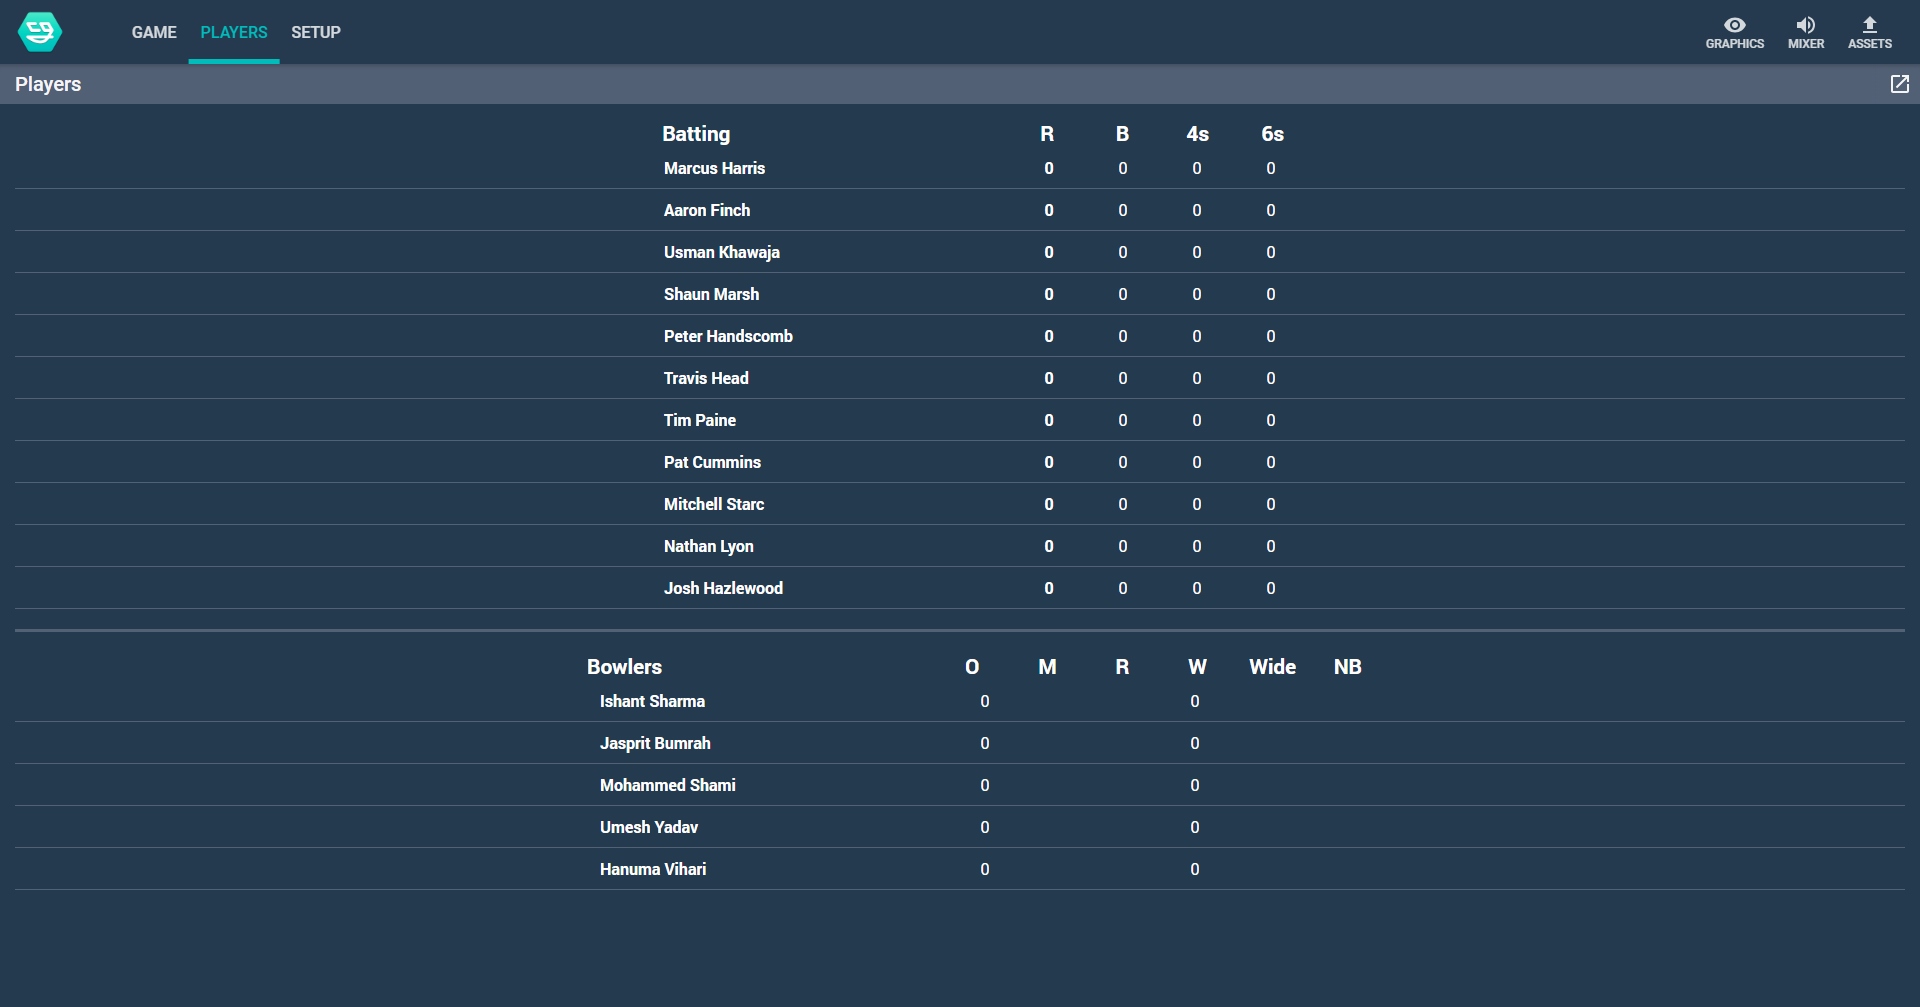 GAME PLAYERS SETUP GRAPHICS MIXER ASSETS
Players
Batting R B 4s 6s
Marcus Harris 0 0 0 0
Aaron Finch 0 0 0 0
Usman Khawaja 0 0 0 0
Shaun Marsh 0 0 0 0
Peter Handscomb 0 0 0 0
Travis Head 0 0 0 0
Tim Paine 0 0 0 0
Pat Cummins 0 0 0 0
Mitchell Starc 0 0 0 0
Nathan Lyon 0 0 0 0
Josh Hazlewood 0 0 0 0
Bowlers O M R W Wide NB
Ishant Sharma 0 0
Jasprit Bumrah 0 0
Mohammed Shami 0 0
Umesh Yadav 0 0
Hanuma Vihari 0 0